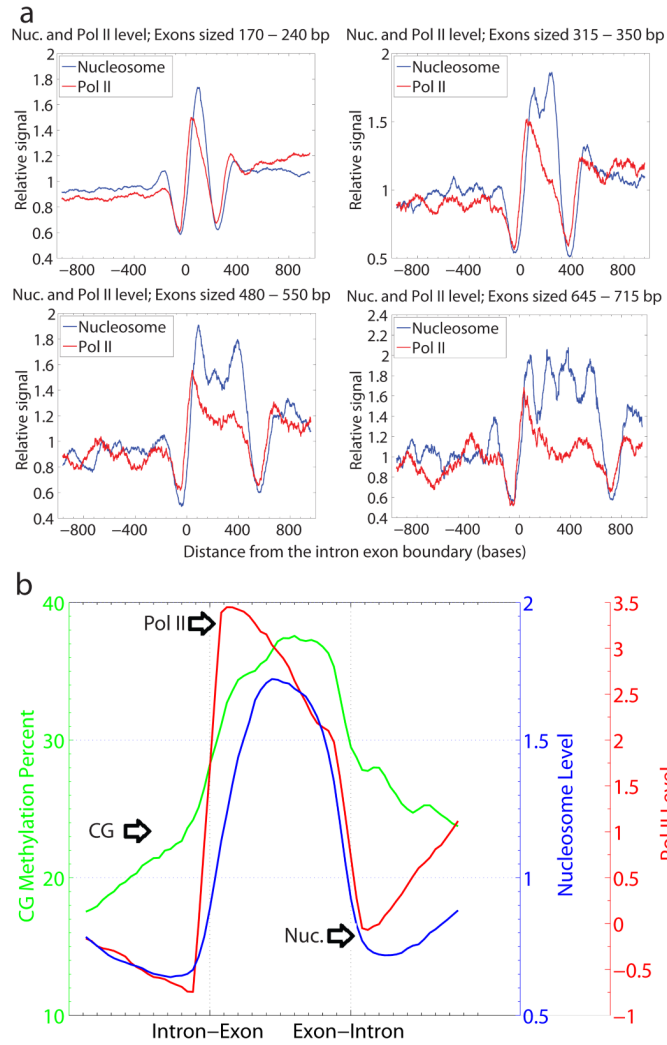 a
Nuc. and Pol II level; Exons sized 170 – 240 bp
Nuc. and Pol II level; Exons sized 315 – 350 bp
2
1.8
1.6
1.4
1.2
1
0.8
0.6
0.4
Relative signal
Nucleosome
Pol II
−800 −400 0 400 800
2
1.5
1
0.5
Relative signal
Nucleosome
Pol II
−800 −400 0 400 800
Nuc. and Pol II level; Exons sized 480 – 550 bp
Nuc. and Pol II level; Exons sized 645 – 715 bp
2
1.8
1.6
1.4
1.2
1
0.8
0.6
0.4
Relative signal
Nucleosome
Pol II
−800 −400 0 400 800
2.4
2.2
2
1.8
1.6
1.4
1.2
1.0
0.8
0.6
0.4
Relative signal
Nucleosome
Pol II
−800 −400 0 400 800
Distance from the intron exon boundary (bases)
b
40
30
20
10
CG Methylation Percent
Pol II
CG
Nuc.
2
1.5
1
0.5
Nucleosome Level
3.5
3
2.5
2
1.5
1
0.5
0
−0.5
−1
Pol II Level
Intron−Exon Exon−Intron